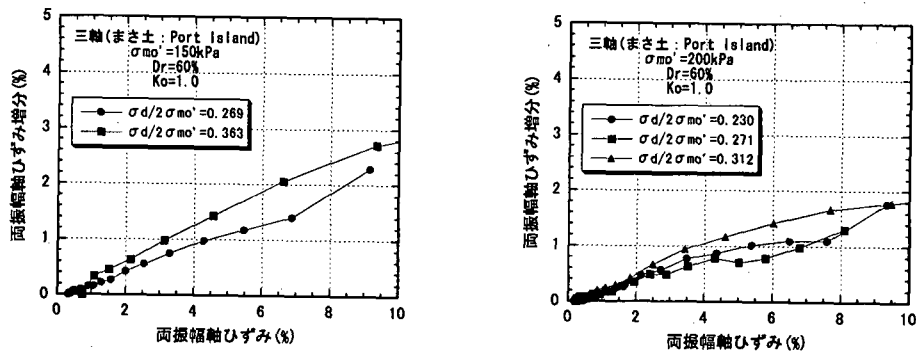 三軸(まさ土:Port Island)
σmo'=150kPa
Dr=60%
Ko=1.0
σd/2σmo'=0.269
σd/2σmo'=0.363
両振幅軸ひずみ増分(%)
5
4
3
2
1
0
0 2 4 6 8 10
両振幅軸ひずみ(%)
三軸(まさ土:Port Island)
σmo'=200kPa
Dr=60%
Ko=1.0
σd/2σmo'=0.230
σd/2σmo'=0.271
σd/2σmo'=0.312
両振幅軸ひずみ増分(%)
5
4
3
2
1
0
0 2 4 6 8 10
両振幅軸ひずみ(%)